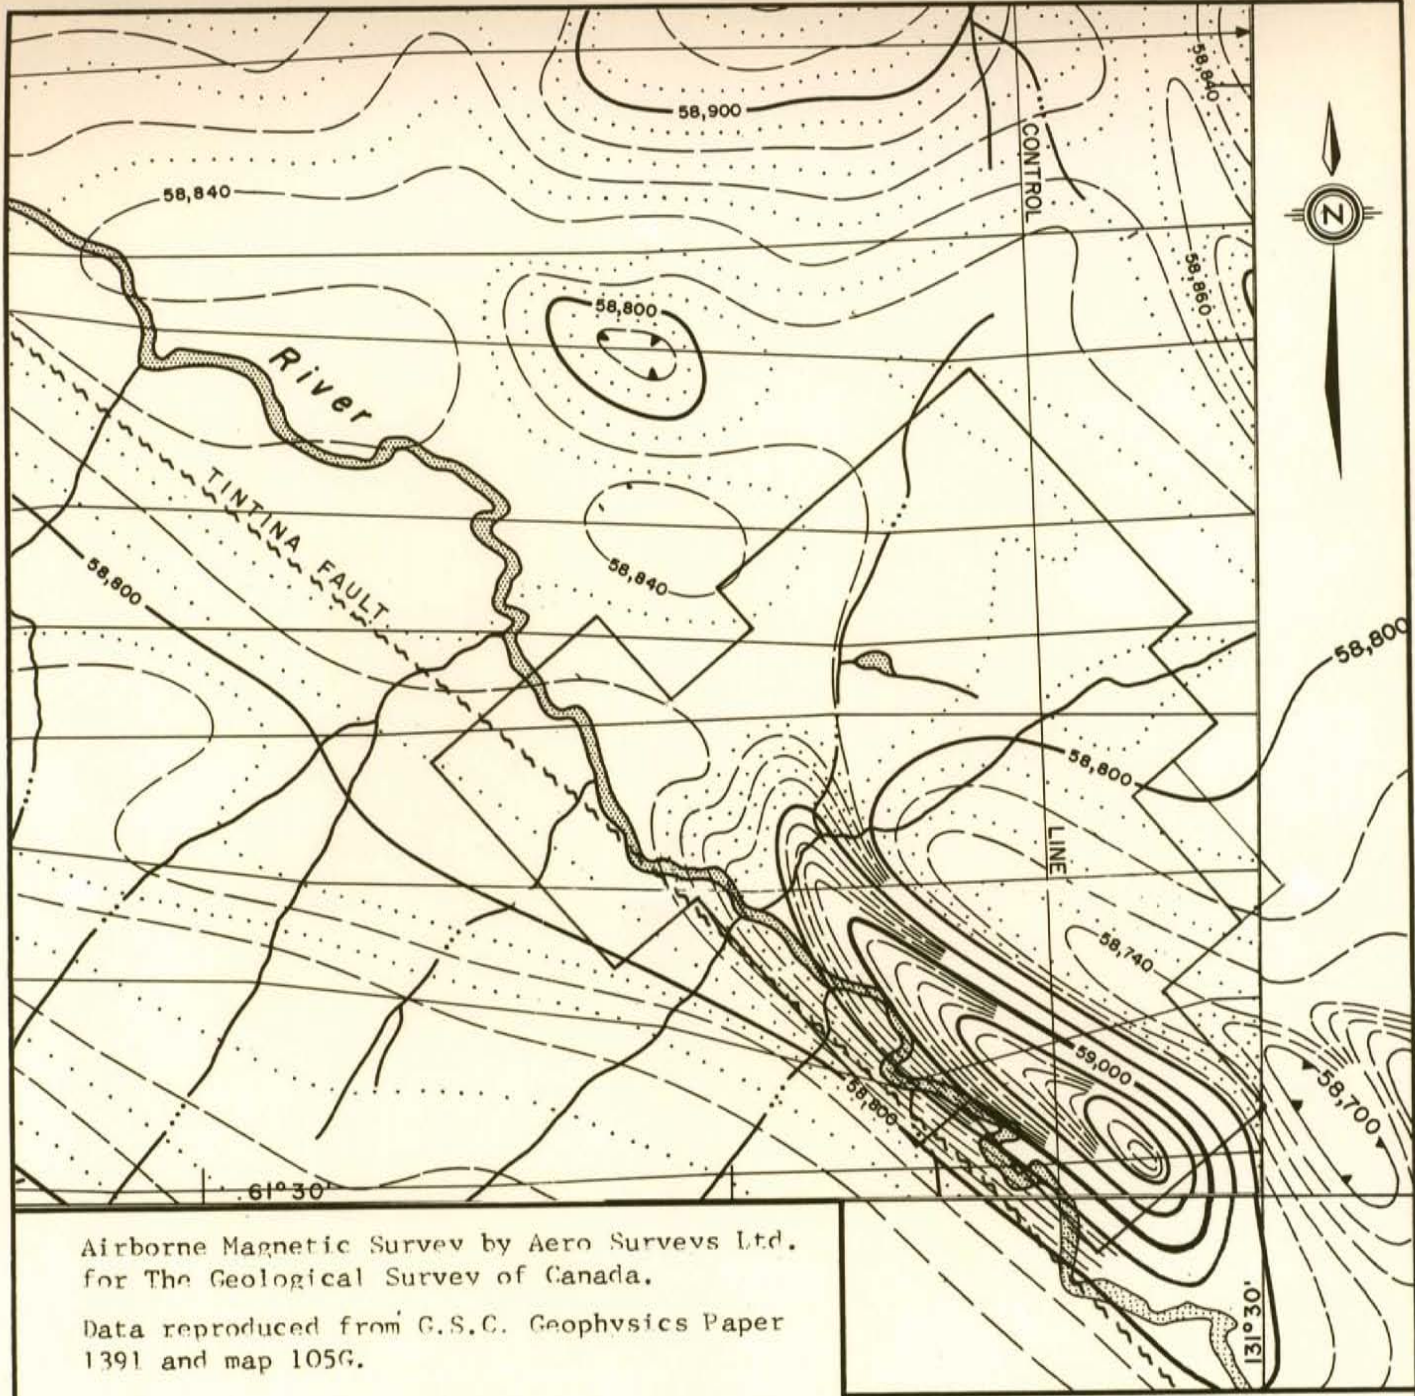 58,900
58,840
CONTROL
58,840
N
58,860
58,800
River
TINTINA FAULT
58,800
58,840
58,800
58,800
LINE
58,740
59,000
58,700
58,800
61°30'
131°30'
Airborne Magnetic Survey by Aero Surveys Ltd.
for The Geological Survey of Canada.
Data reproduced from G.S.C. Geophysics Paper
1391 and map 105G.